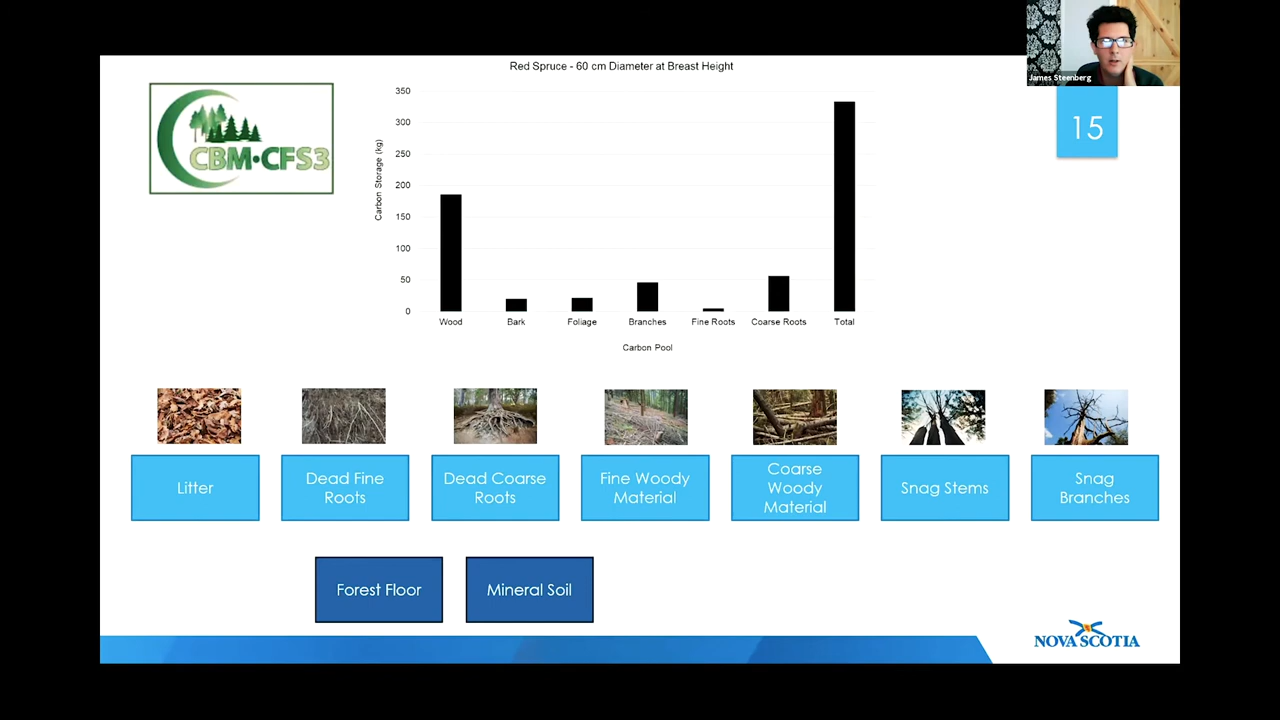 James Steenberg
15
CBM-CFS3
Red Spruce - 60 cm Diameter at Breast Height
Carbon Storage (kg)
350
300
250
200
150
100
50
0
Wood
Bark
Foliage
Branches
Fine Roots
Coarse Roots
Total
Carbon Pool
Litter
Dead Fine
Roots
Dead Coarse
Roots
Fine Woody
Material
Coarse
Woody
Material
Snag Stems
Snag
Branches
Forest Floor
Mineral Soil
NOVA SCOTIA